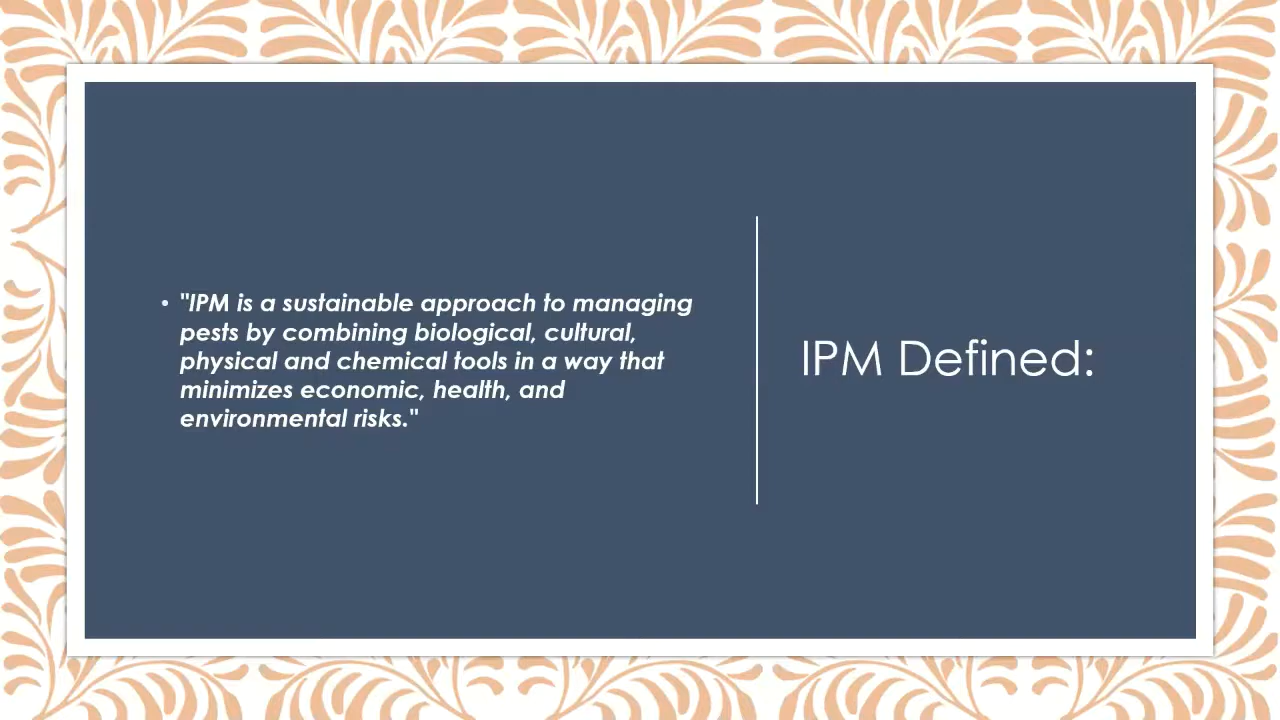 • "IPM is a sustainable approach to managing
pests by combining biological, cultural,
physical and chemical tools in a way that
minimizes economic, health, and
environmental risks."
IPM Defined: